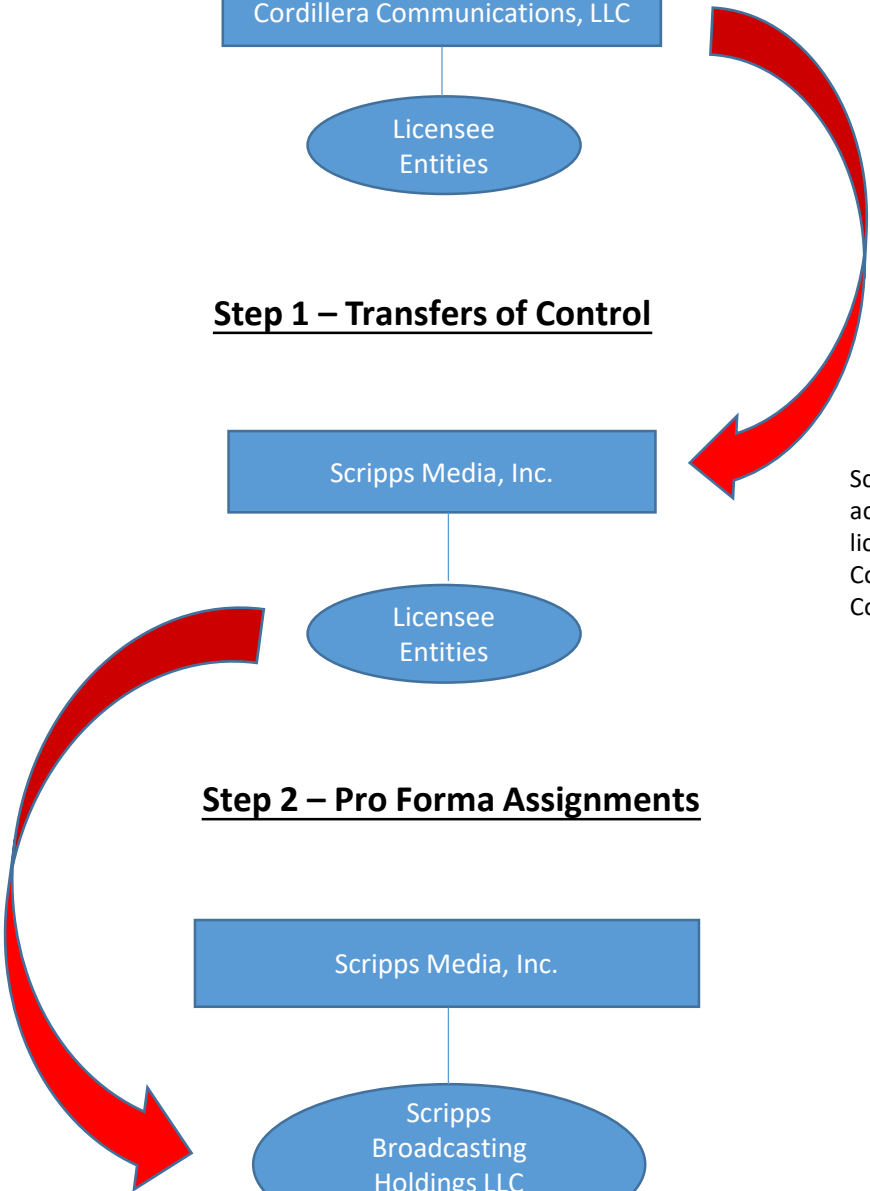 Cordillera Communications, LLC
Licensee
Entities
Step 1 – Transfers of Control
Scripps Media, Inc.
Licensee
Entities
Step 2 – Pro Forma Assignments
Scripps Media, Inc.
Scripps
Broadcasting
Holdings LLC